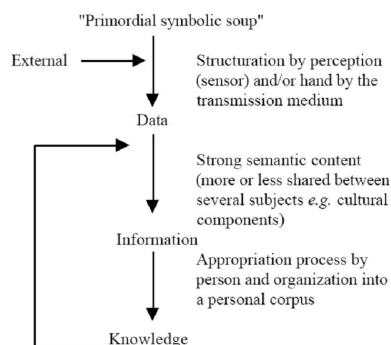 "Primordial symbolic soup"
External
Structuration by perception
(sensor) and/or hand by the
transmission medium
Data
Strong semantic content
(more or less shared between
several subjects e.g. cultural
components)
Information
Appropriation process by
person and organization into
a personal corpus
Knowledge